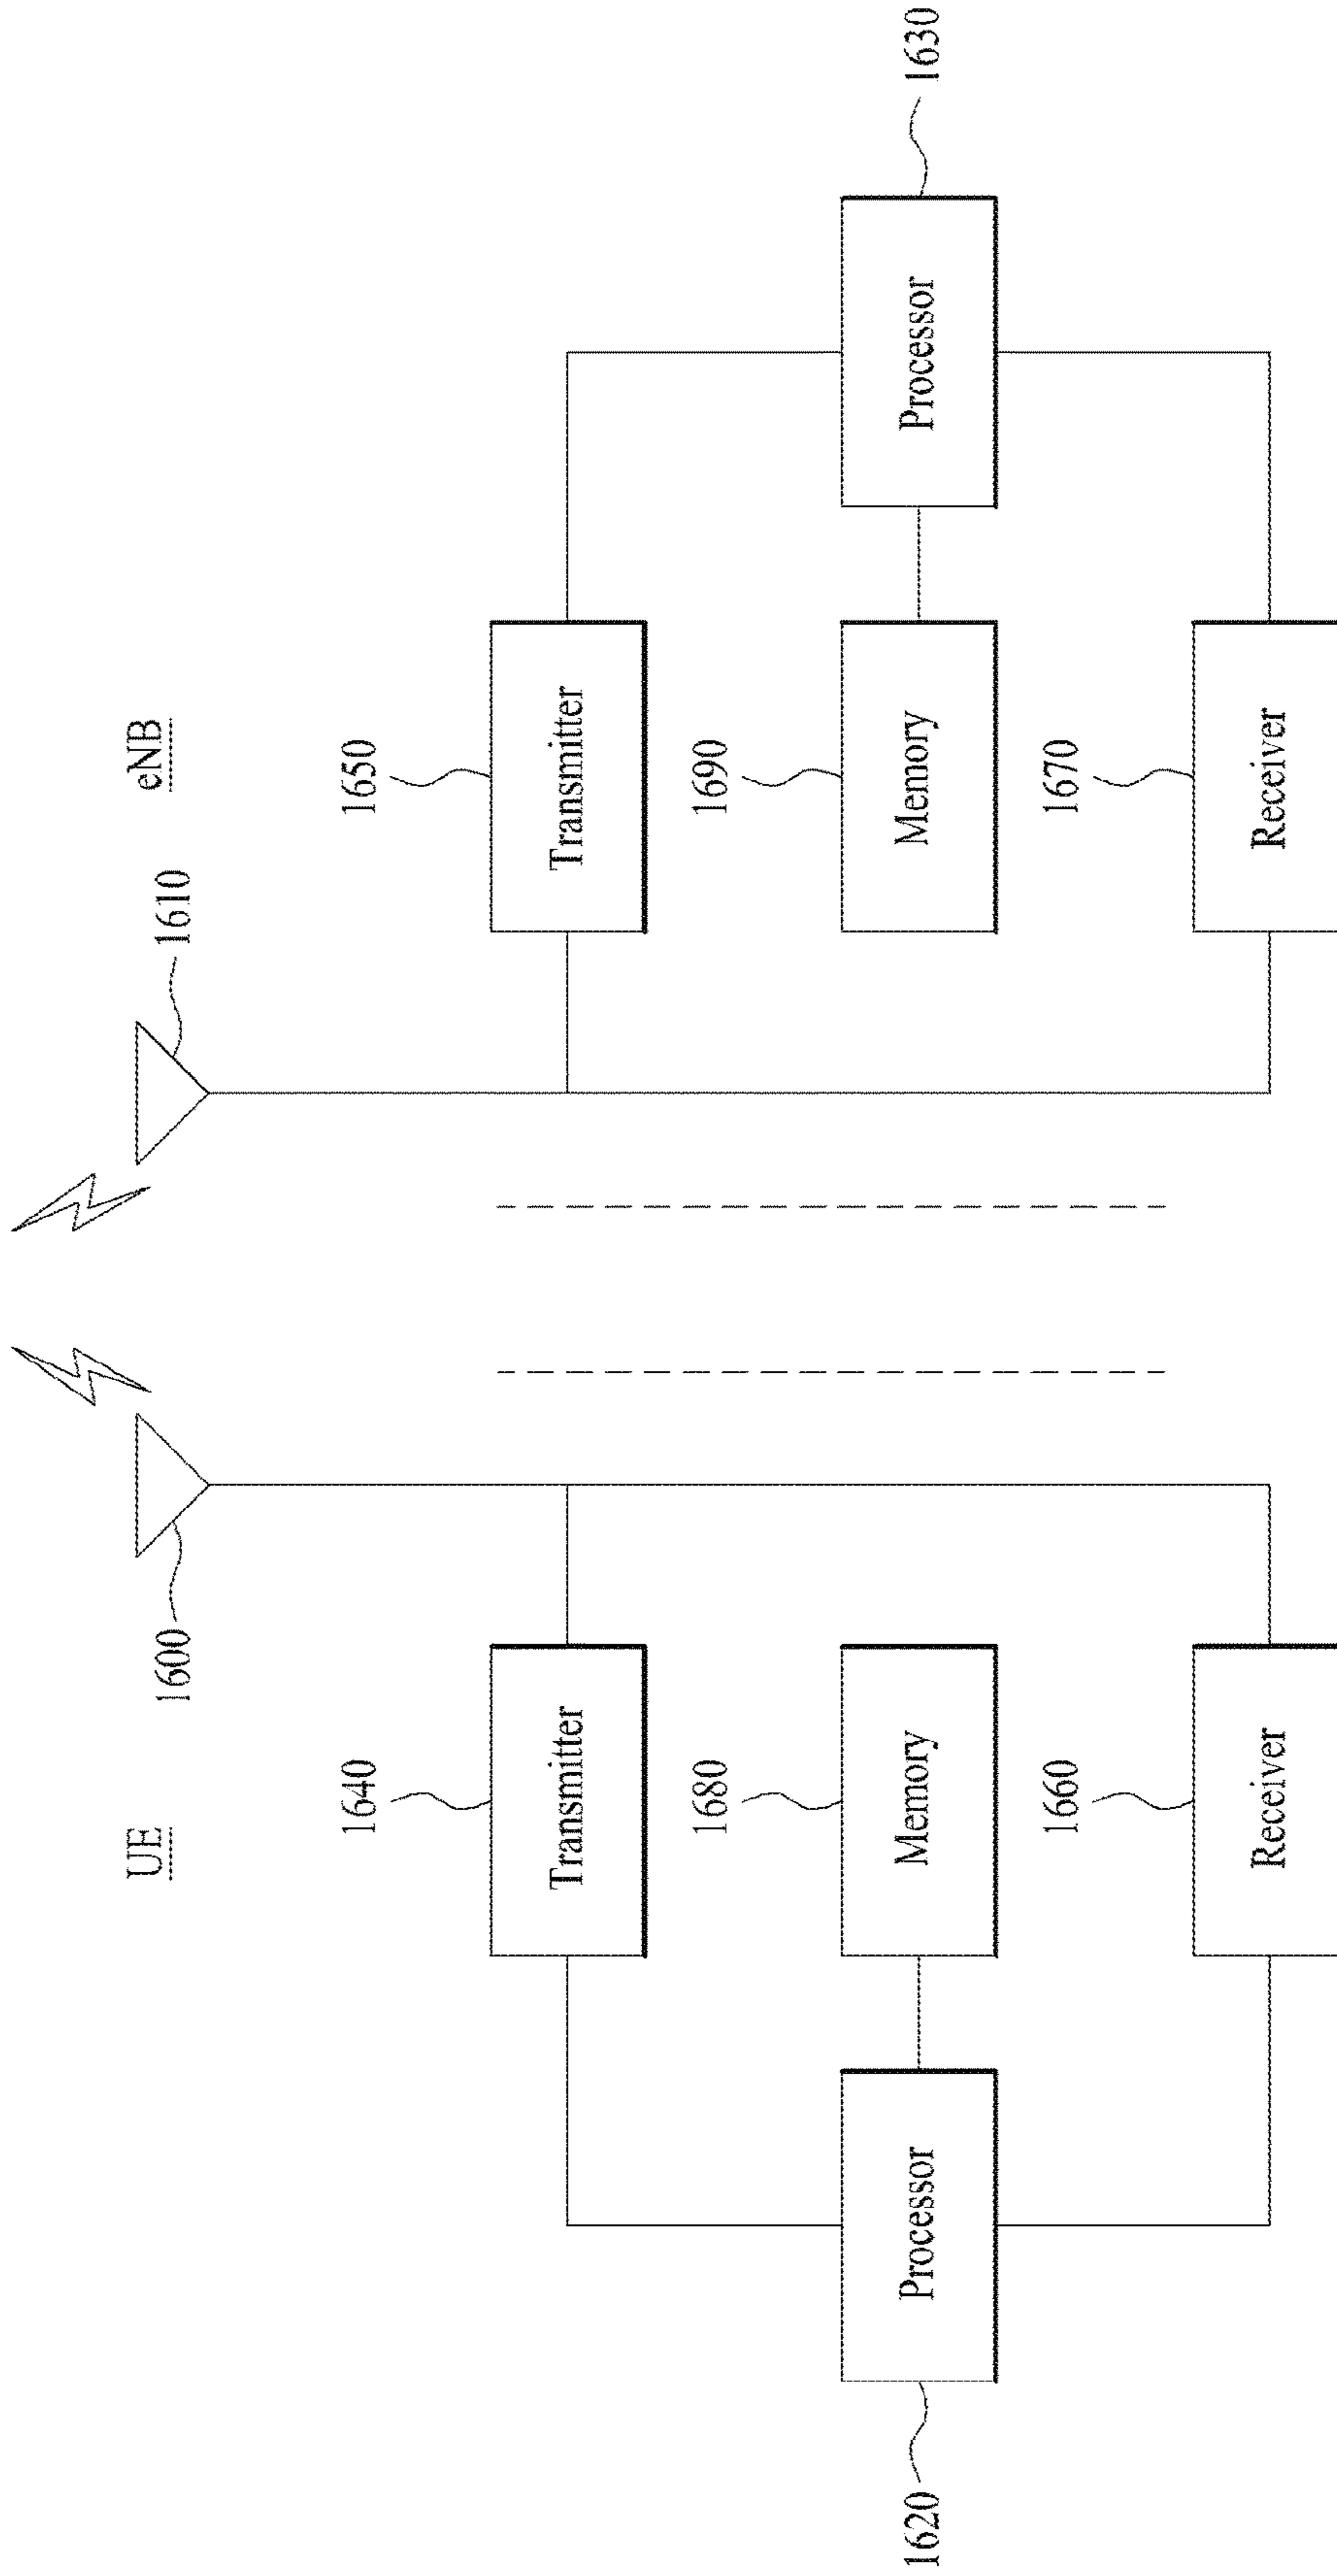 UE
eNB
1600
1610
1640
1650
Transmitter
Transmitter
1620
Processor
1680
Memory
1690
Memory
Processor
1630
1660
1670
Receiver
Receiver